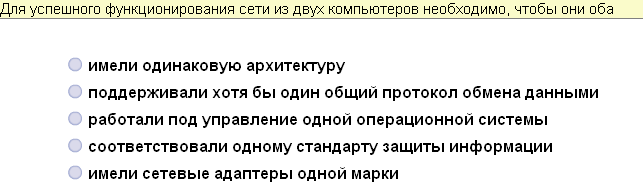 Для успешного функционирования сети из двух компьютеров необходимо, чтобы они оба
имели одинаковую архитектуру
поддерживали хотя бы один общий протокол обмена данными
работали под управление одной операционной системы
соответствовали одному стандарту защиты информации
имели сетевые адаптеры одной марки